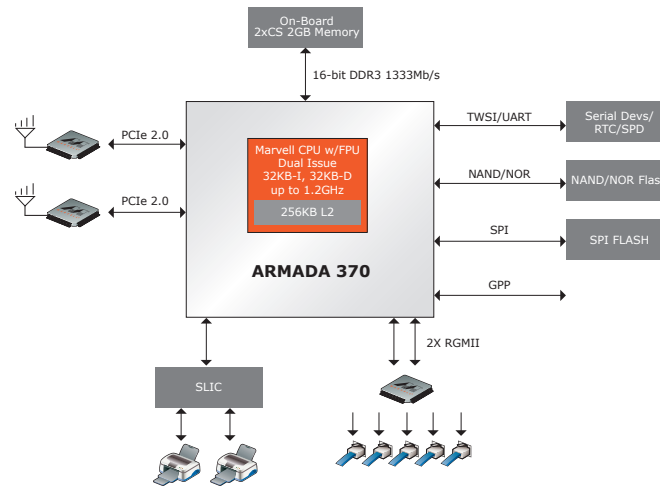 On-Board
2xCS 2GB Memory
16-bit DDR3 1333Mb/s
PCIe 2.0
PCIe 2.0
Marvell CPU w/FPU
Dual Issue
32KB-I, 32KB-D
up to 1.2GHz
256KB L2
ARMADA 370
TWSI/UART
Serial Devs/
RTC/SPD
NAND/NOR
NAND/NOR Flas
SPI
SPI FLASH
GPP
2X RGMII
SLIC